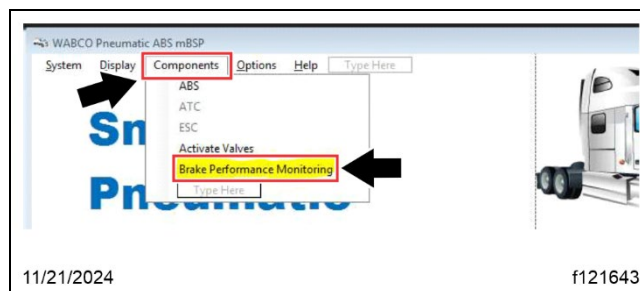 WABCO Pneumatic ABS mBSP
System Display Components Options Help Type Here
ABS
ATC
ESC
Activate Valves
Brake Performance Monitoring
Type Here
11/21/2024 f121643